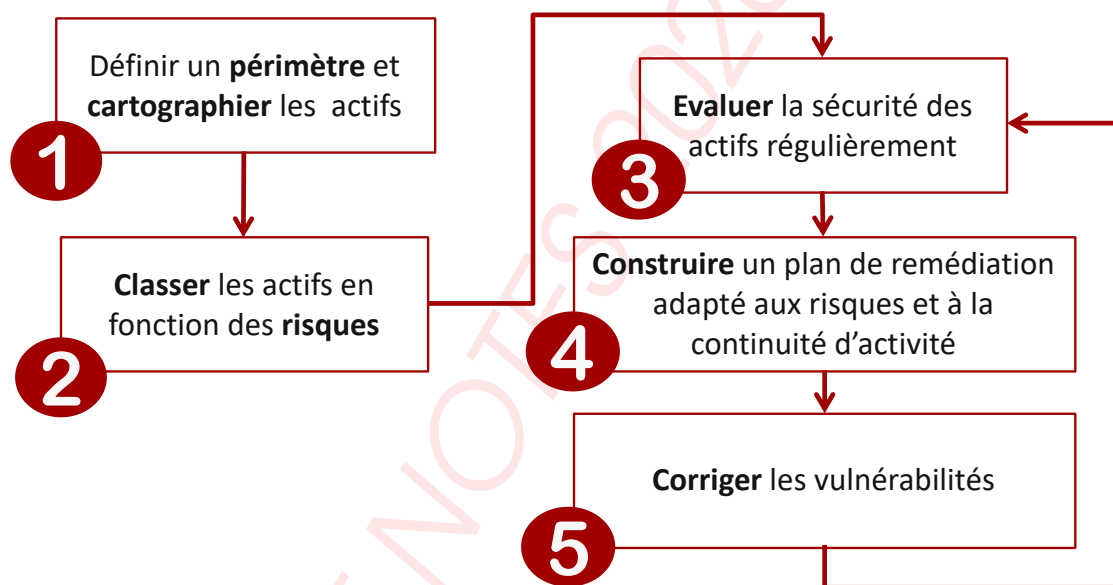 Définir un périmètre et
cartographier les actifs
1
Classer les actifs en
fonction des risques
2
Evaluer la sécurité des
actifs régulièrement
3
Construire un plan de remédiation
adapté aux risques et à la
continuité d’activité
4
Corriger les vulnérabilités
5
NOTES